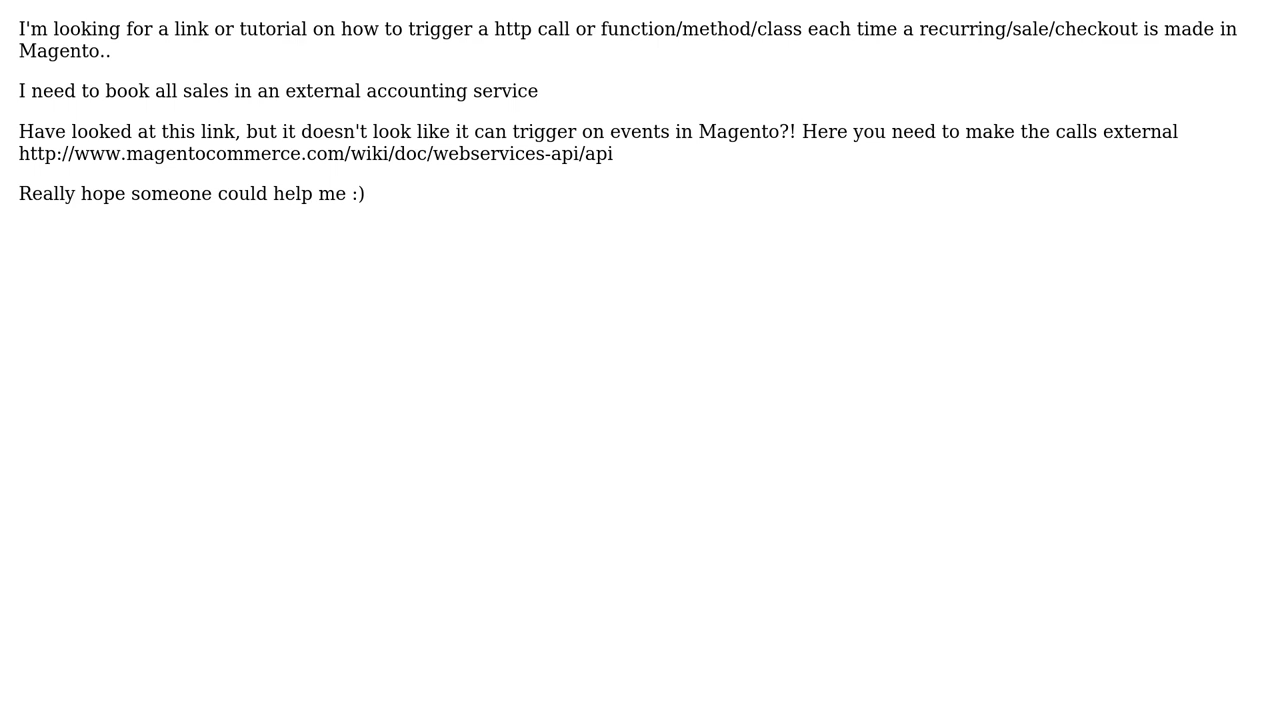 I'm looking for a link or tutorial on how to trigger a http call or function/method/class each time a recurring/sale/checkout is made in
Magento..
I need to book all sales in an external accounting service
Have looked at this link, but it doesn't look like it can trigger on events in Magento?! Here you need to make the calls external
http://www.magentocommerce.com/wiki/doc/webservices-api/api
Really hope someone could help me :)